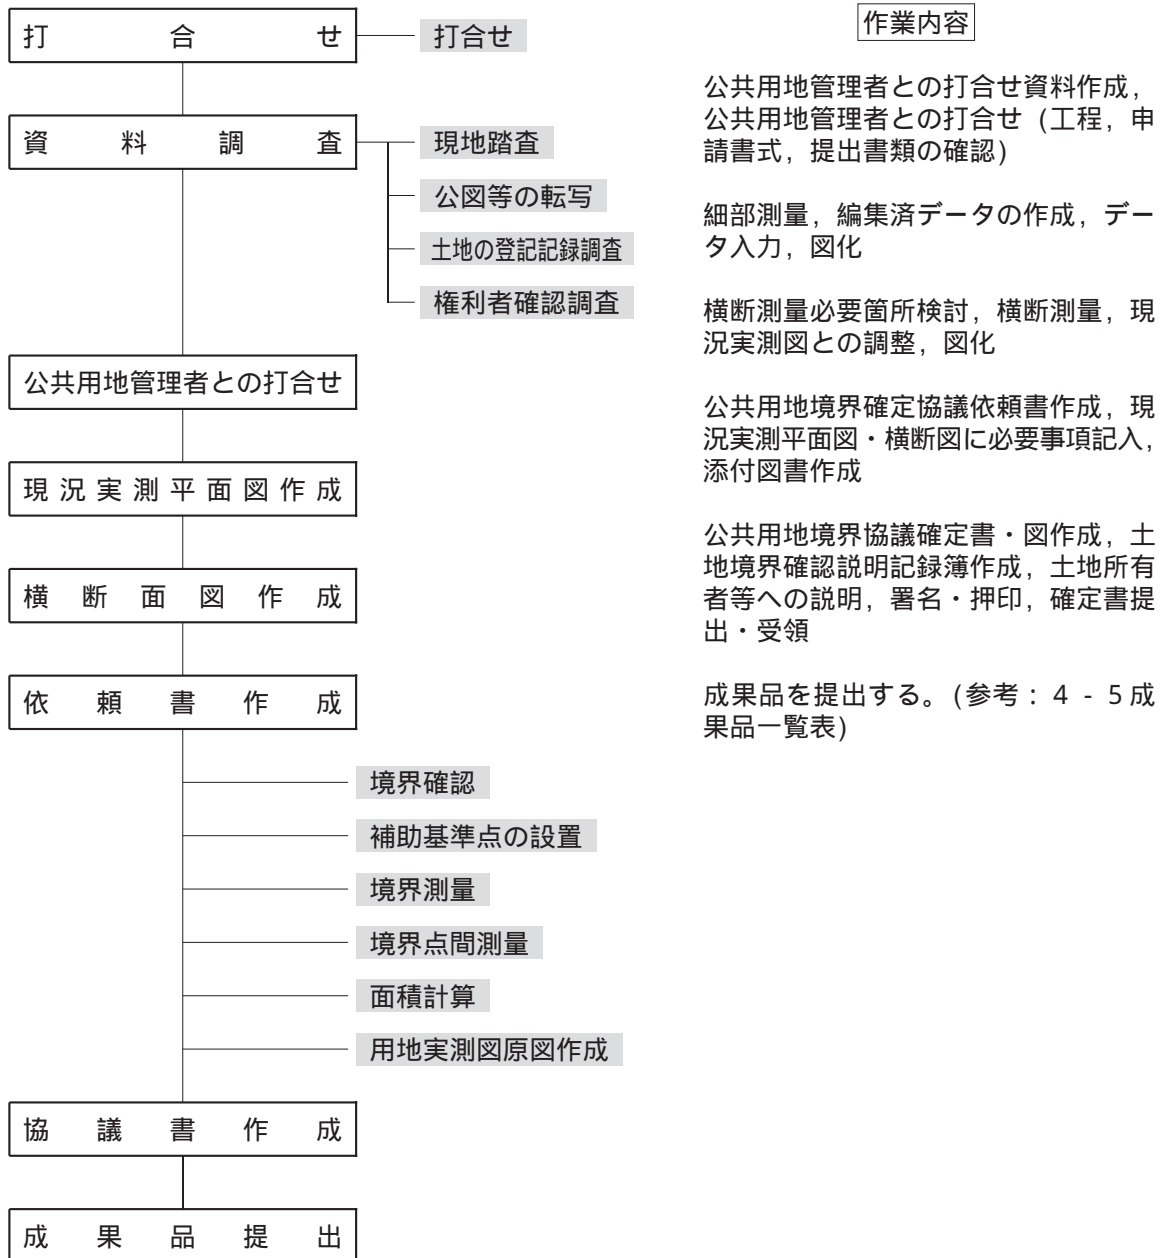 打合せ
打合せ
資料調査
現地踏査
公図等の転写
土地の登記記録調査
権利者確認調査
公共用地管理者との打合せ
現況実測平面図作成
横断面図作成
依頼書作成
境界確認
補助基準点の設置
境界測量
境界点間測量
面積計算
用地実測図原図作成
協議書作成
成果品提出
作業内容
公共用地管理者との打合せ資料作成，
公共用地管理者との打合せ（工程，申
請書式，提出書類の確認）
細部測量，編集済データの作成，デー
タ入力，図化
横断測量必要箇所検討，横断測量，現
況実測図との調整，図化
公共用地境界確定協議依頼書作成，現
況実測平面図・横断図に必要事項記入，
添付図書作成
公共用地境界協議確定書・図作成，土
地境界確認説明記録簿作成，土地所有
者等への説明，署名・押印，確定書提
出・受領
成果品を提出する。（参考：４‐５成
果品一覧表）